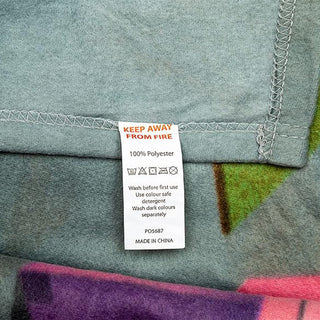 KEEP AWAY
FROM FIRE
100% Polyester
Wash before first use
Use colour safe
detergent
Wash dark colours
separately
PO5687
MADE IN CHINA